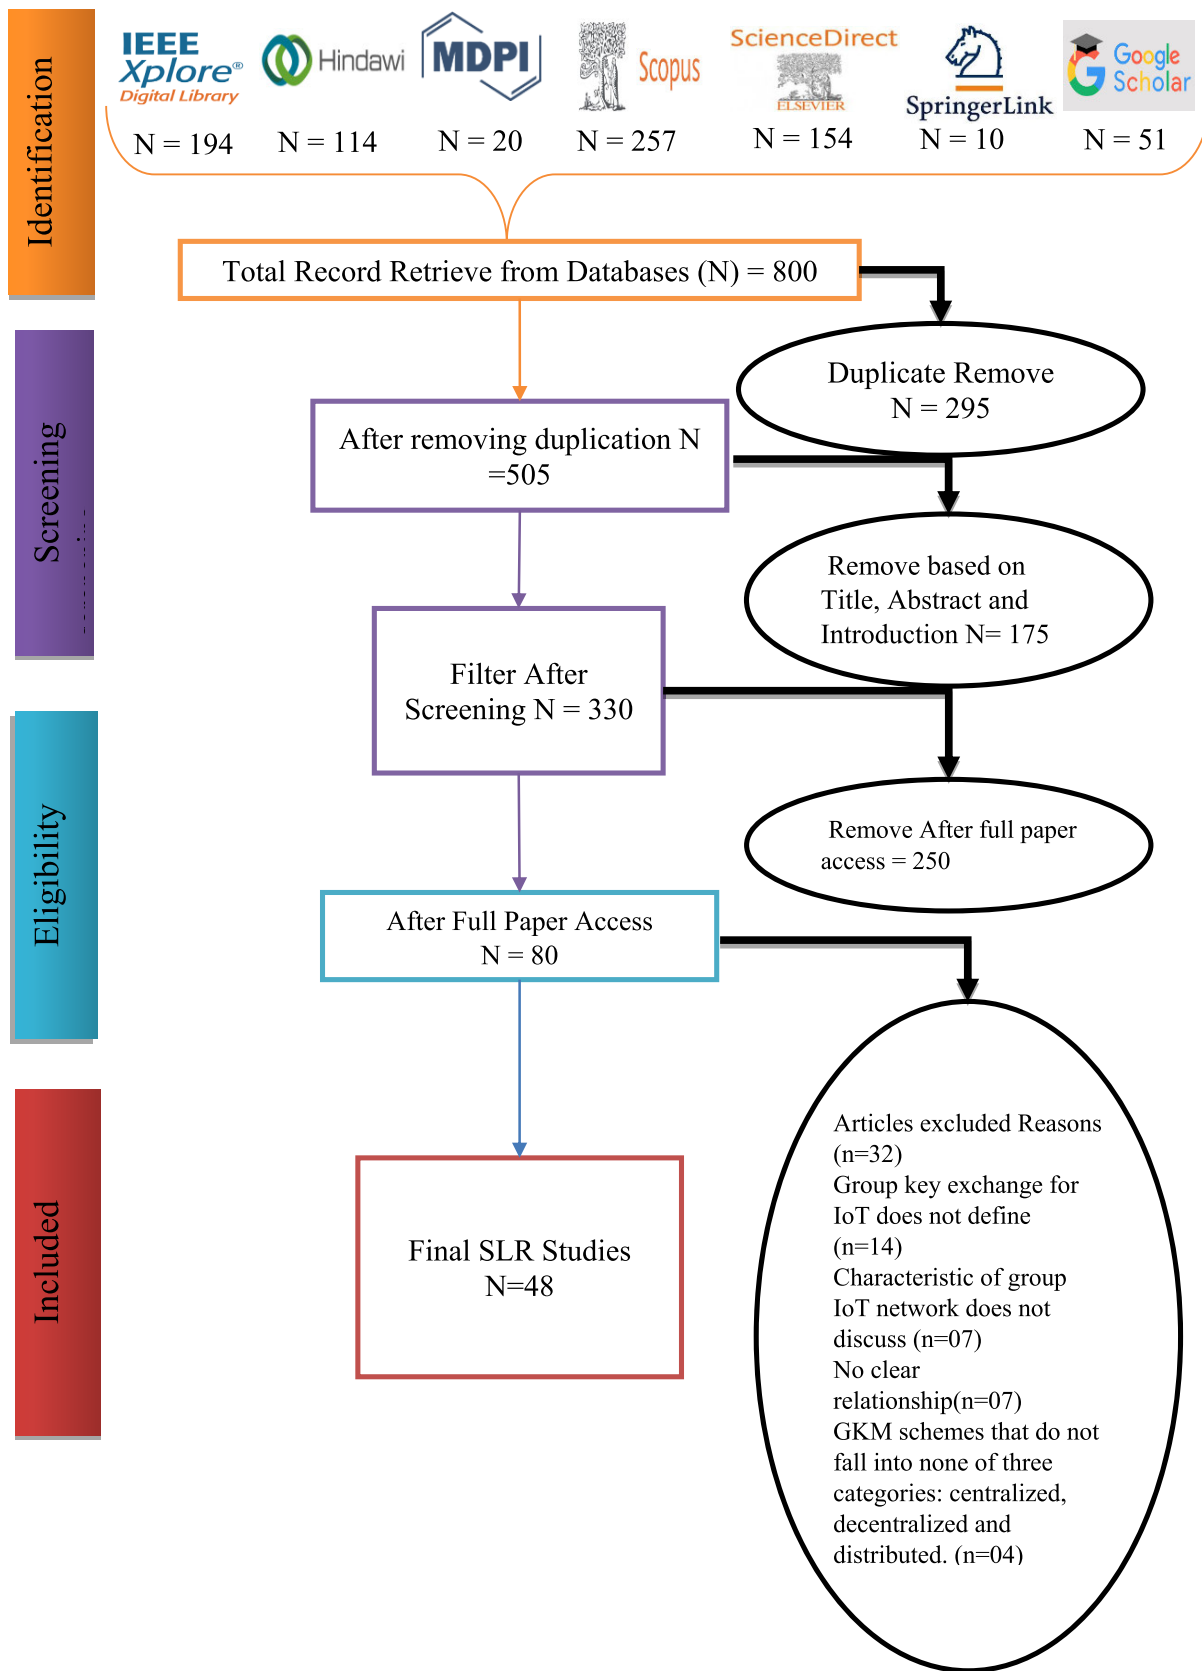 Identification
IEEE
Xplore®
Digital Library
Hindawi
MDPI
Scopus
ScienceDirect
ELSEVIER
SpringerLink
Google
Scholar
N = 194
N = 114
N = 20
N = 257
N = 154
N = 10
N = 51
Total Record Retrieve from Databases (N) = 800
Duplicate Remove
N = 295
Screening
After removing duplication N
=505
Remove based on
Title, Abstract and
Introduction N= 175
Filter After
Screening N = 330
Remove After full paper
access = 250
Eligibility
After Full Paper Access
N = 80
Included
Final SLR Studies
N=48
Articles excluded Reasons
(n=32)
Group key exchange for
IoT does not define
(n=14)
Characteristic of group
IoT network does not
discuss (n=07)
No clear
relationship(n=07)
GKM schemes that do not
fall into none of three
categories: centralized,
decentralized and
distributed. (n=04)